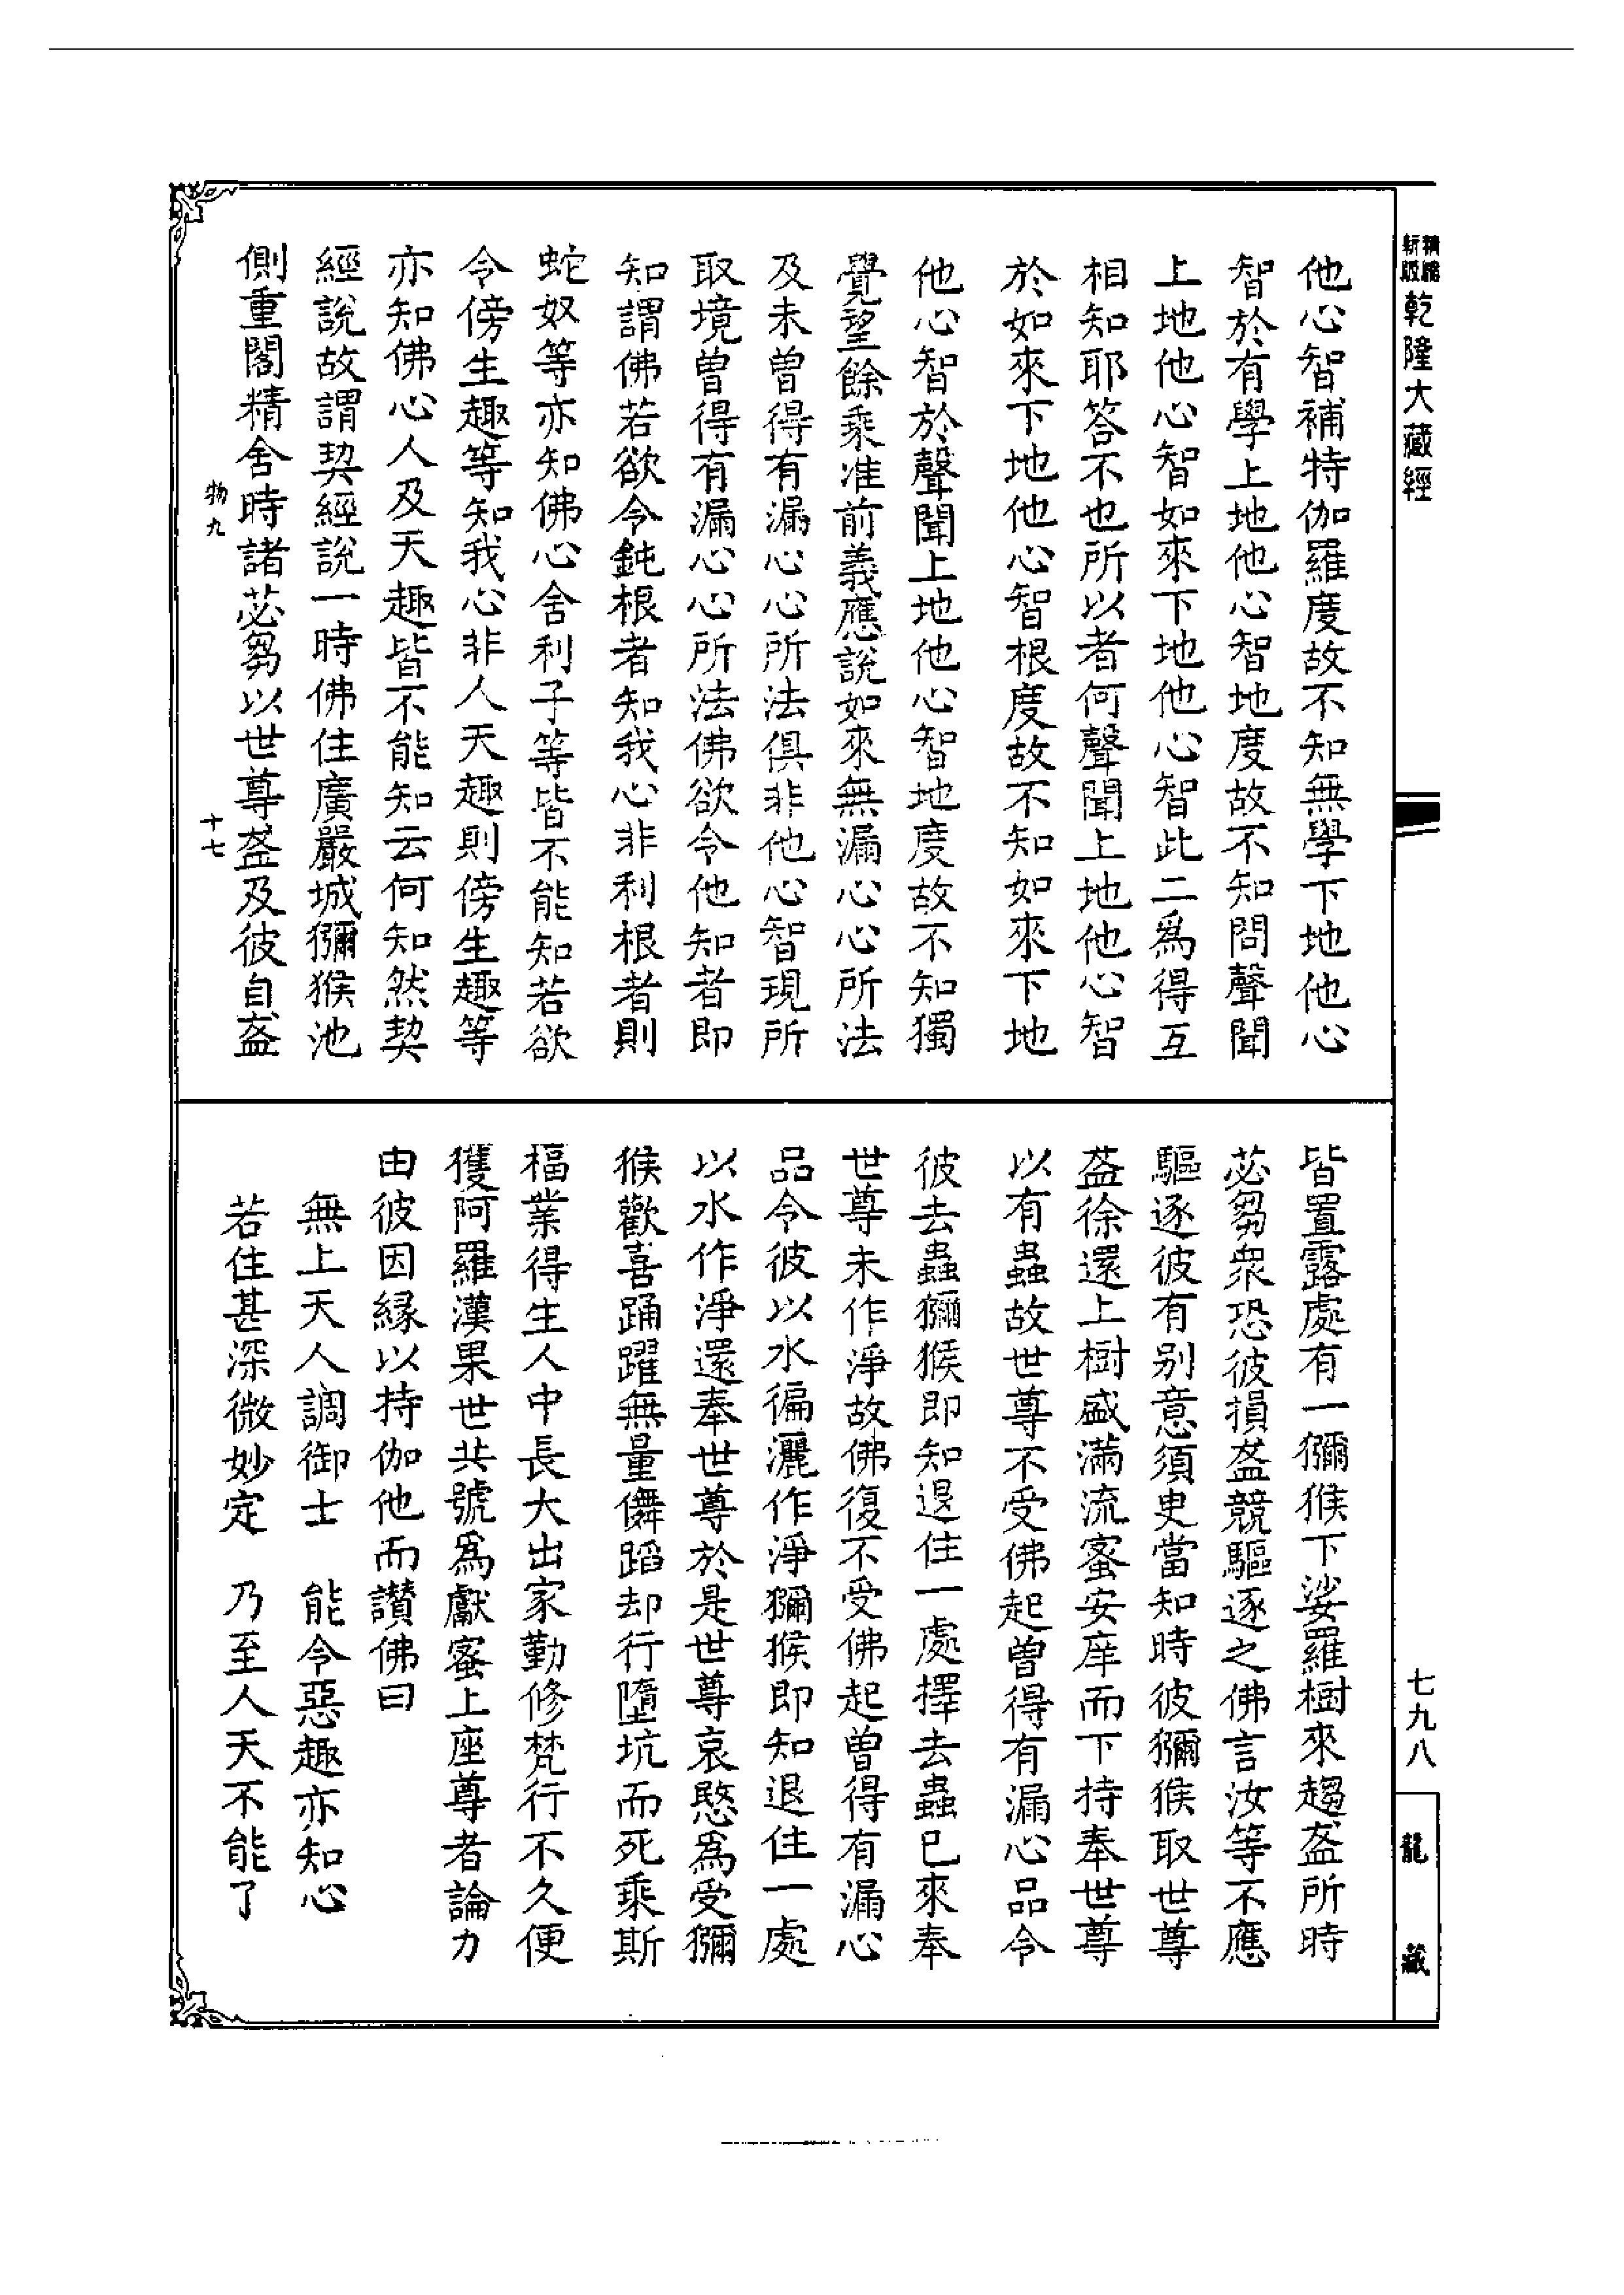 精縮新版乾隆大藏經
七九八
龍藏
他心智補特伽羅度故不知無學下地他心
智於有學上地他心智地度故不知問聲聞
上地他心智如來下地他心智此二爲得互
相知耶答不也所以者何聲聞上地他心智
於如來下地他心智根度故不知如來下地
他心智於聲聞上地他心智地度故不知獨
覺望餘乘准前義應說如來無漏心心所法
及未曾得有漏心心所法俱非他心智現所
取境曾得有漏心心所法佛欲令他知者即
知謂佛若欲令鈍根者知我心非利根者則
蛇奴等亦知佛心舍利子等皆不能知若欲
令傍生趣等知我心非人天趣則傍生趣等
亦知佛心人及天趣皆不能知云何知然契
經說故謂契經說一時佛住廣嚴城獼猴池
側重閣精舍時諸苾芻以世尊盋及彼自盋
物九
十七
皆置露處有一獼猴下娑羅樹來趨盋所時
苾芻衆恐彼損盋競驅逐之佛言汝等不應
驅逐彼有別意須臾當知時彼獼猴取世尊
盋徐還上樹盛滿流蜜安庠而下持奉世尊
以有蟲故世尊不受佛起曾得有漏心品令
彼去蟲獼猴即知退住一處擇去蟲已來奉
世尊未作淨故佛復不受佛起曾得有漏心
品令彼以水徧灑作淨獼猴即知退住一處
以水作淨還奉世尊於是世尊哀愍爲受獼
猴歡喜踊躍無量儛蹈却行墮坑而死乘斯
福業得生人中長大出家勤修梵行不久便
獲阿羅漢果世共號爲獻蜜上座尊者論力
由彼因緣以持伽他而讃佛曰
無上天人調御士　能令惡趣亦知心
若住甚深微妙定　乃至人天不能了